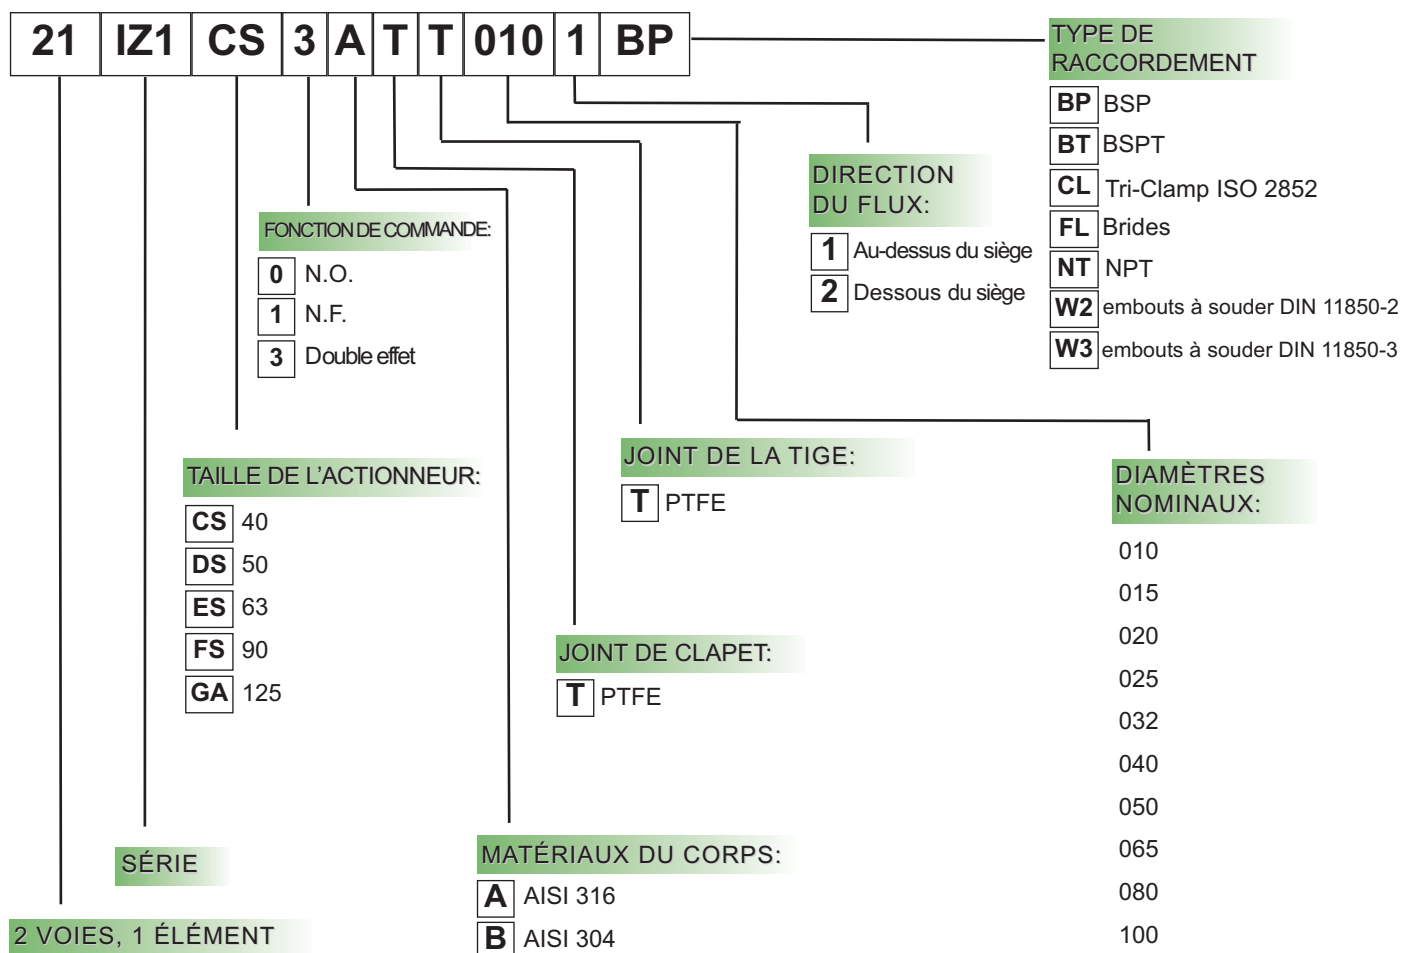 21 IZ1 CS 3 A T T 010 1 BP
TYPE DE
RACCORDEMENT
BP BSP
BT BSPT
CL Tri-Clamp ISO 2852
FL Brides
NT NPT
W2 embouts à souder DIN 11850-2
W3 embouts à souder DIN 11850-3
DIRECTION
DU FLUX:
1 Au-dessus du siège
2 Dessous du siège
FONCTION DE COMMANDE:
0 N.O.
1 N.F.
3 Double effet
TAILLE DE L’ACTIONNEUR:
CS 40
DS 50
ES 63
FS 90
GA 125
JOINT DE LA TIGE:
T PTFE
DIAMÈTRES
NOMINAUX:
010
015
020
025
032
040
050
065
080
100
JOINT DE CLAPET:
T PTFE
SÉRIE
MATÉRIAUX DU CORPS:
A AISI 316
B AISI 304
2 VOIES, 1 ÉLÉMENT